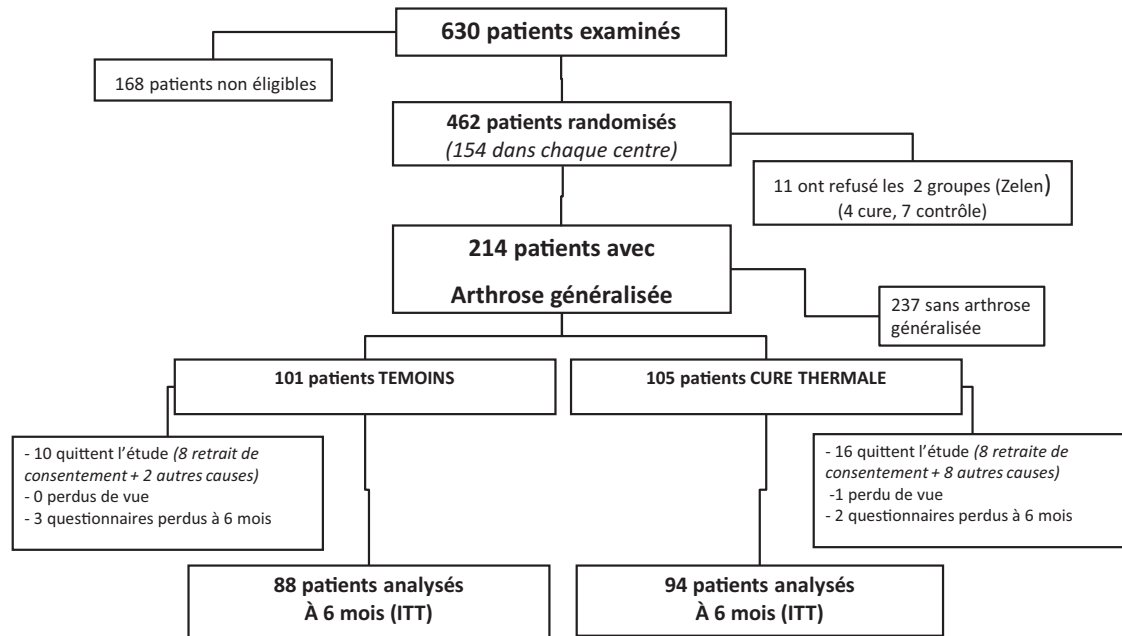 630 patients examinés
168 patients non éligibles
462 patients randomisés
(154 dans chaque centre)
11 ont refusé les 2 groupes (Zelen)
(4 cure, 7 contrôle)
214 patients avec
Arthrose généralisée
237 sans arthrose
généralisée
101 patients TEMOINS
105 patients CURE THERMALE
- 10 quittent l'étude (8 retrait de
consentement + 2 autres causes)
- 0 perdus de vue
- 3 questionnaires perdus à 6 mois
- 16 quittent l'étude (8 retraite de
consentement + 8 autres causes)
-1 perdu de vue
- 2 questionnaires perdus à 6 mois
88 patients analysés
À 6 mois (ITT)
94 patients analysés
À 6 mois (ITT)